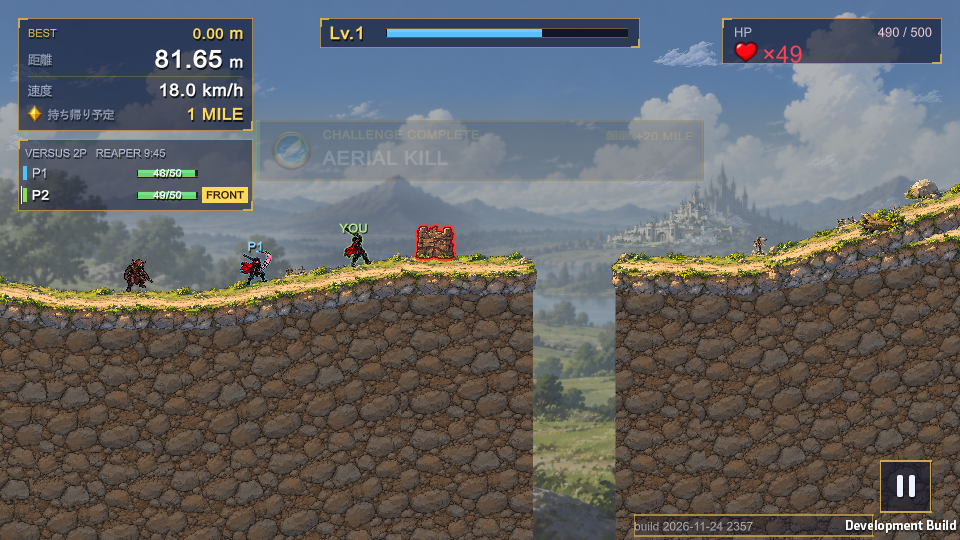 BEST 0.00 m
距離 81.65 m
速度 18.0 km/h
持ち帰り予定 1 MILE
Lv.1
HP 490 / 500
×49
CHALLENGE COMPLETE +20 MILE
AERIAL KILL
VERSUS 2P REAPER 9:45
P1 48/50
P2 49/50 FRONT
YOU
P1
build 2026-11-24 2357
Development Build